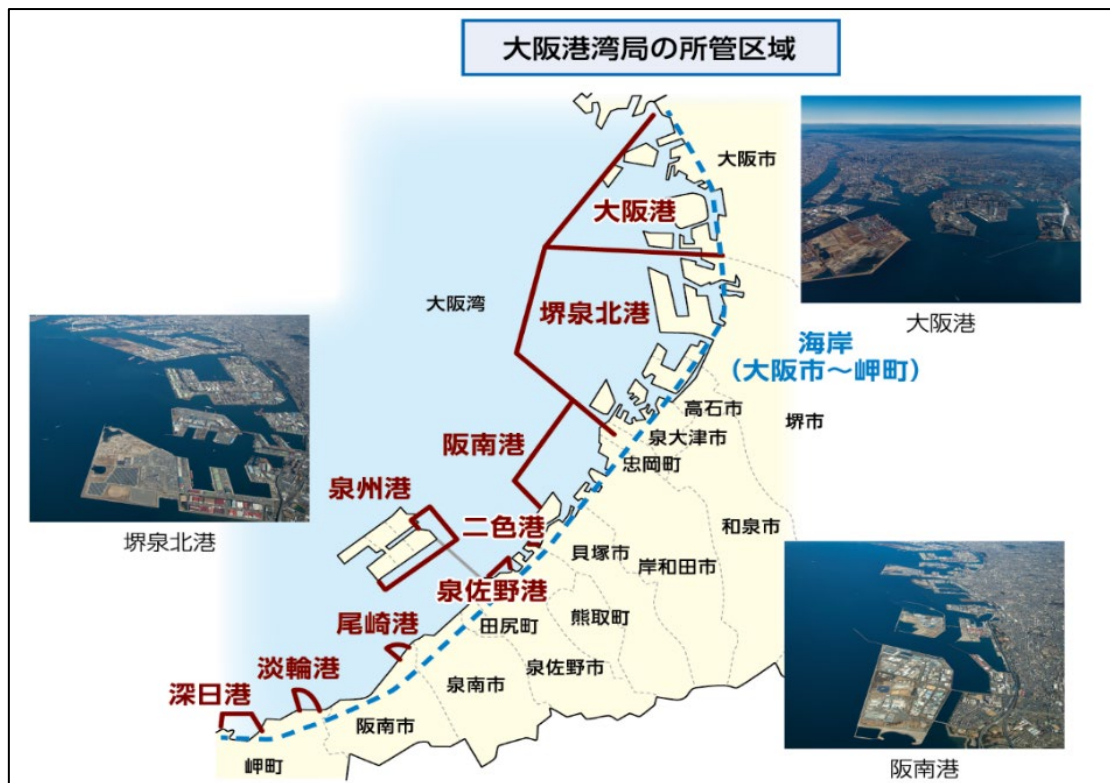 大阪港湾局の所管区域
大阪市
大阪港
大阪港
大阪湾
堺泉北港
海岸
（大阪市～岬町）
高石市
堺市
泉大津市
忠岡町
阪南港
泉州港
二色港
堺泉北港
和泉市
貝塚市
岸和田市
泉佐野港
尾崎港
田尻町
熊取町
泉佐野市
淡輪港
泉南市
深日港
阪南市
岬町
阪南港